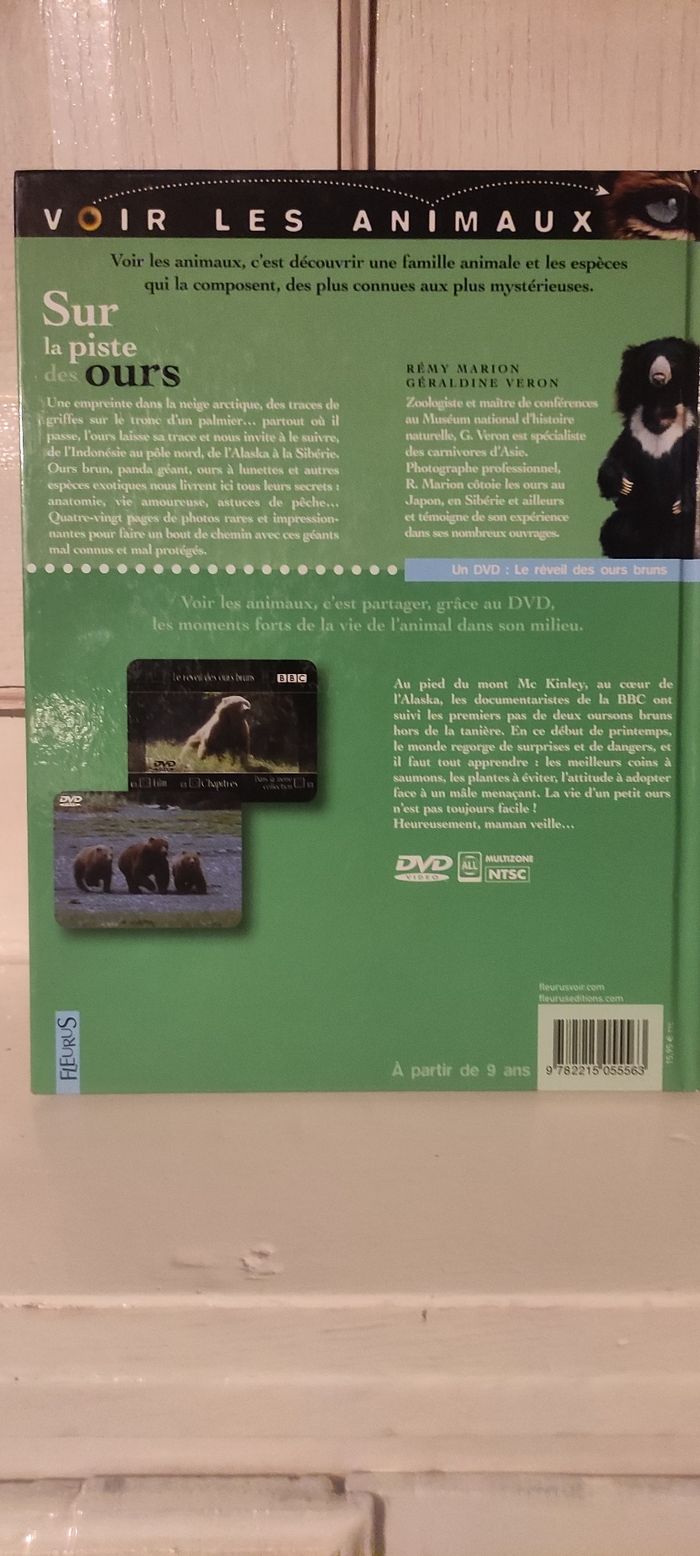 VOIR LES ANIMAUX
Voir les animaux, c'est découvrir une famille animale et les espèces
qui la composent, des plus connues aux plus mystérieuses.
Sur
la piste
des ours
Une empreinte dans la neige arctique, des traces de
griffes sur le tronc d'un palmier… partout où il
passe, l'ours laisse sa trace et nous invite à le suivre,
de l'Indonésie au pôle nord, de l'Alaska à la Sibérie.
Ours brun, panda géant, ours à lunettes et autres
espèces exotiques nous livrent ici tous leurs secrets :
anatomie, vie amoureuse, astuces de pêche…
Quatre-vingt pages de photos rares et impression-
nantes pour faire un bout de chemin avec ces géants
mal connus et mal protégés.
RÉMY MARION
GÉRALDINE VERON
Zoologiste et maître de conférences
au Muséum national d'histoire
naturelle, G. Veron est spécialiste
des carnivores d'Asie.
Photographe professionnel,
R. Marion côtoie les ours au
Japon, en Sibérie et ailleurs
et témoigne de son expérience
dans ses nombreux ouvrages.
Un DVD : Le réveil des ours bruns
Voir les animaux, c'est partager, grâce au DVD,
les moments forts de la vie de l'animal dans son milieu.
Le réveil des ours bruns
BBC
DVD
Film
Chapitres
Dans la même
collection
DVD
Au pied du mont Mc Kinley, au cœur de
l'Alaska, les documentaristes de la BBC ont
suivi les premiers pas de deux oursons bruns
hors de la tanière. En ce début de printemps,
le monde regorge de surprises et de dangers, et
il faut tout apprendre : les meilleurs coins à
saumons, les plantes à éviter, l'attitude à adopter
face à un mâle menaçant. La vie d'un petit ours
n'est pas toujours facile !
Heureusement, maman veille…
DVD VIDEO
ALL
MULTIZONE
NTSC
fleurusvoir.com
fleuruseditions.com
FLEURUS
À partir de 9 ans
9 782215 055563
15,95 € TTC